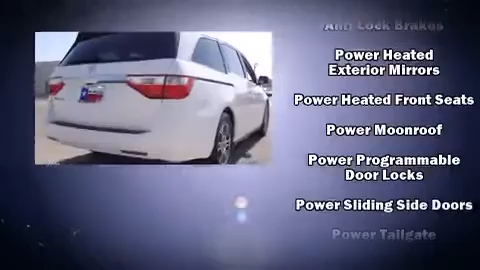 Anti Lock Brakes
Power Heated
Exterior Mirrors
Power Heated Front Seats
Power Moonroof
Power Programmable
Door Locks
Power Sliding Side Doors
Power Tailgate